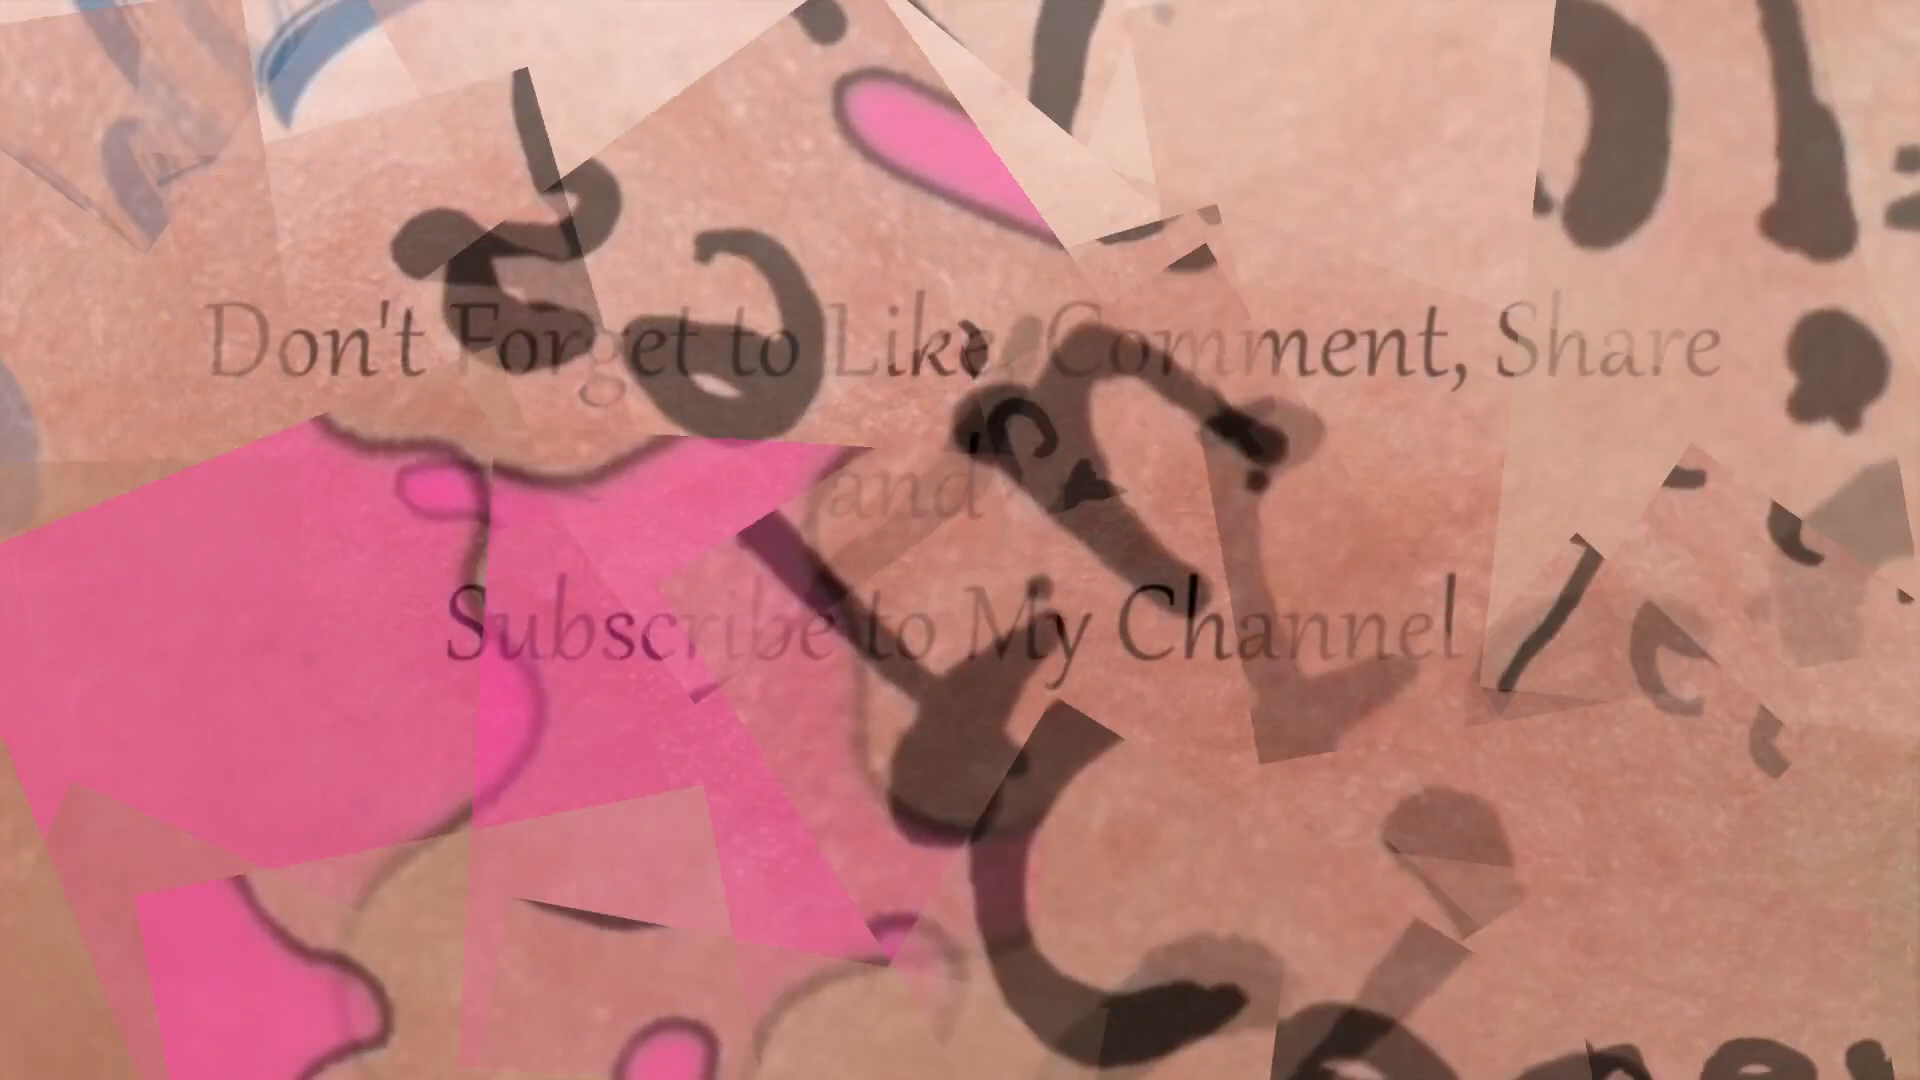 Don't Forget to Like, Comment, Share
and
Subscribe to My Channel